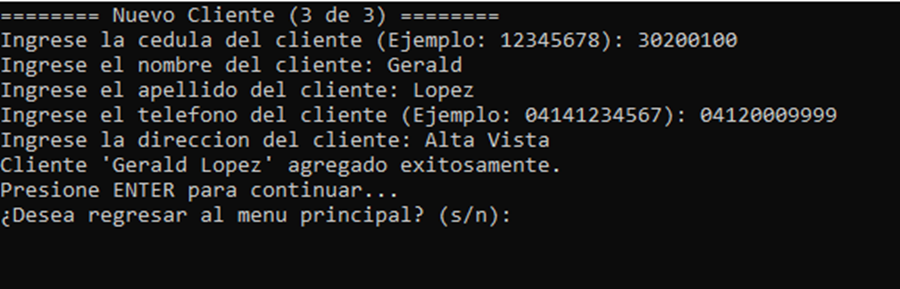 ======== Nuevo Cliente (3 de 3) ========
Ingrese la cedula del cliente (Ejemplo: 12345678): 30200100
Ingrese el nombre del cliente: Gerald
Ingrese el apellido del cliente: Lopez
Ingrese el telefono del cliente (Ejemplo: 04141234567): 04120009999
Ingrese la direccion del cliente: Alta Vista
Cliente 'Gerald Lopez' agregado exitosamente.
Presione ENTER para continuar...
¿Desea regresar al menu principal? (s/n):